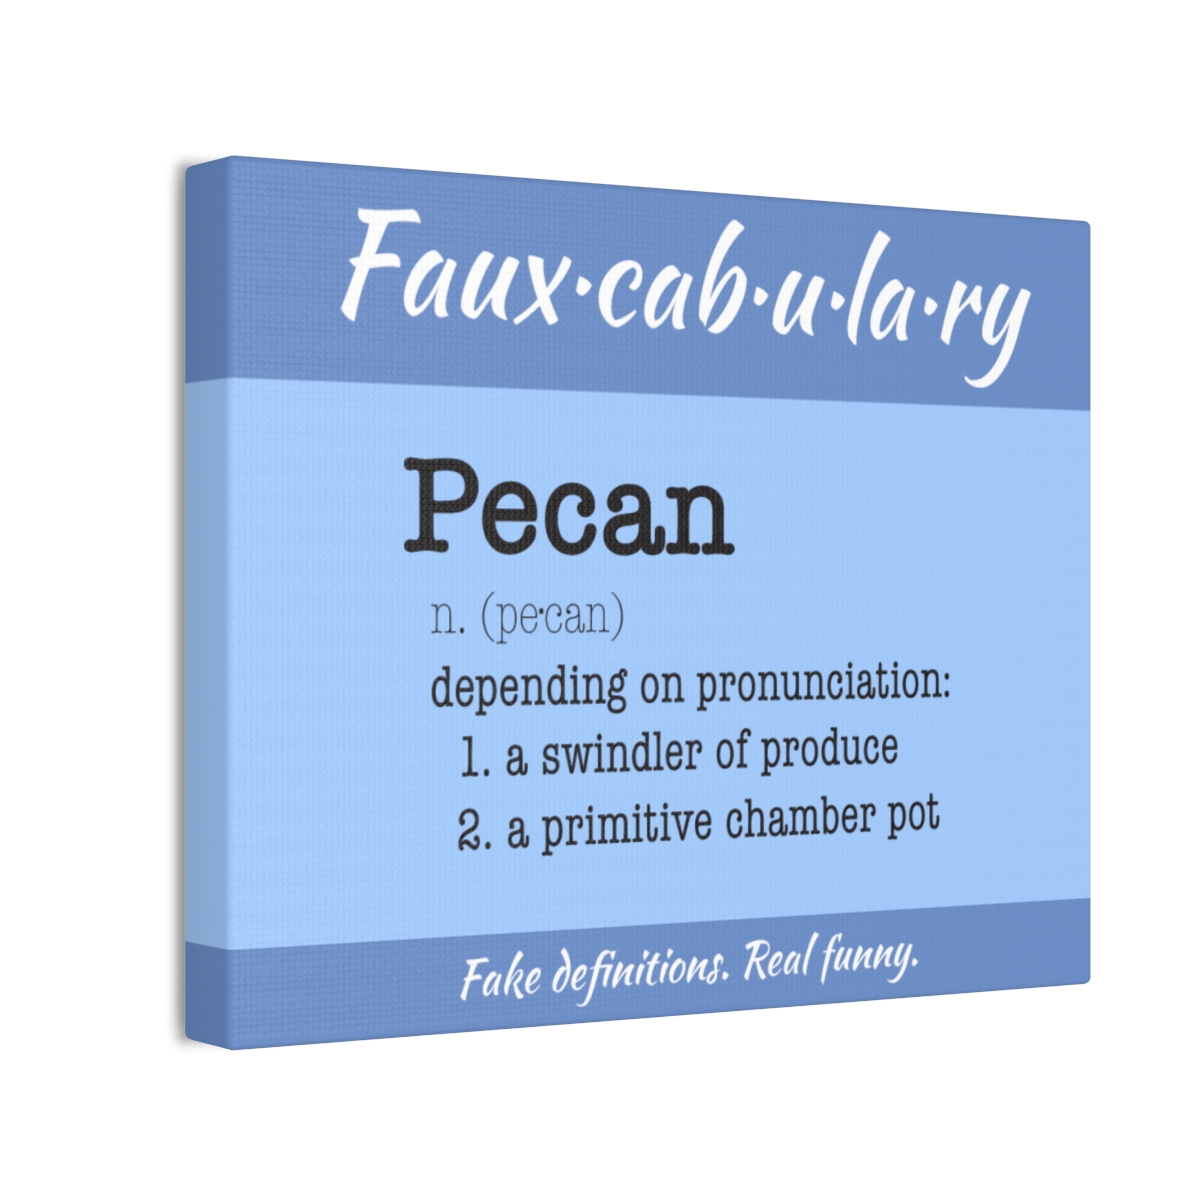 Faux·cab·u·la·ry
Pecan
n. (pe·can)
depending on pronunciation:
1. a swindler of produce
2. a primitive chamber pot
Fake definitions. Real funny.